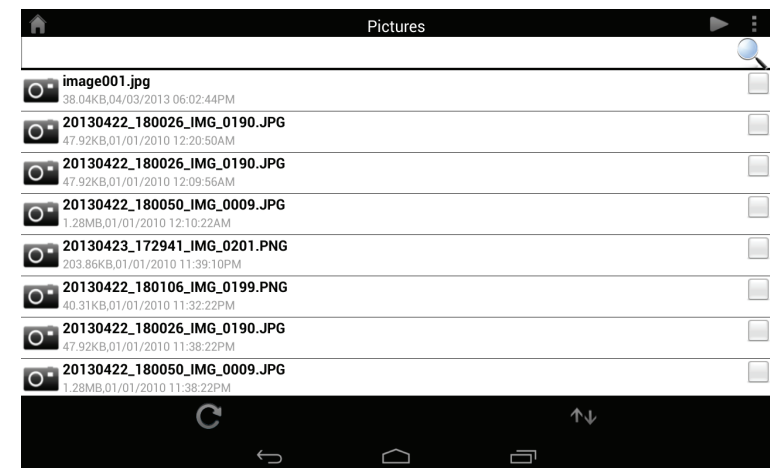 Pictures
image001.jpg
38.04KB,04/03/2013 06:02:44PM
20130422_180026_IMG_0190.JPG
47.92KB,01/01/2010 12:20:50AM
20130422_180026_IMG_0190.JPG
47.92KB,01/01/2010 12:09:56AM
20130422_180050_IMG_0009.JPG
1.28MB,01/01/2010 12:10:22AM
20130423_172941_IMG_0201.PNG
203.86KB,01/01/2010 11:39:10PM
20130422_180106_IMG_0199.PNG
40.31KB,01/01/2010 11:32:22PM
20130422_180026_IMG_0190.JPG
47.92KB,01/01/2010 11:38:22PM
20130422_180050_IMG_0009.JPG
1.28MB,01/01/2010 11:38:22PM